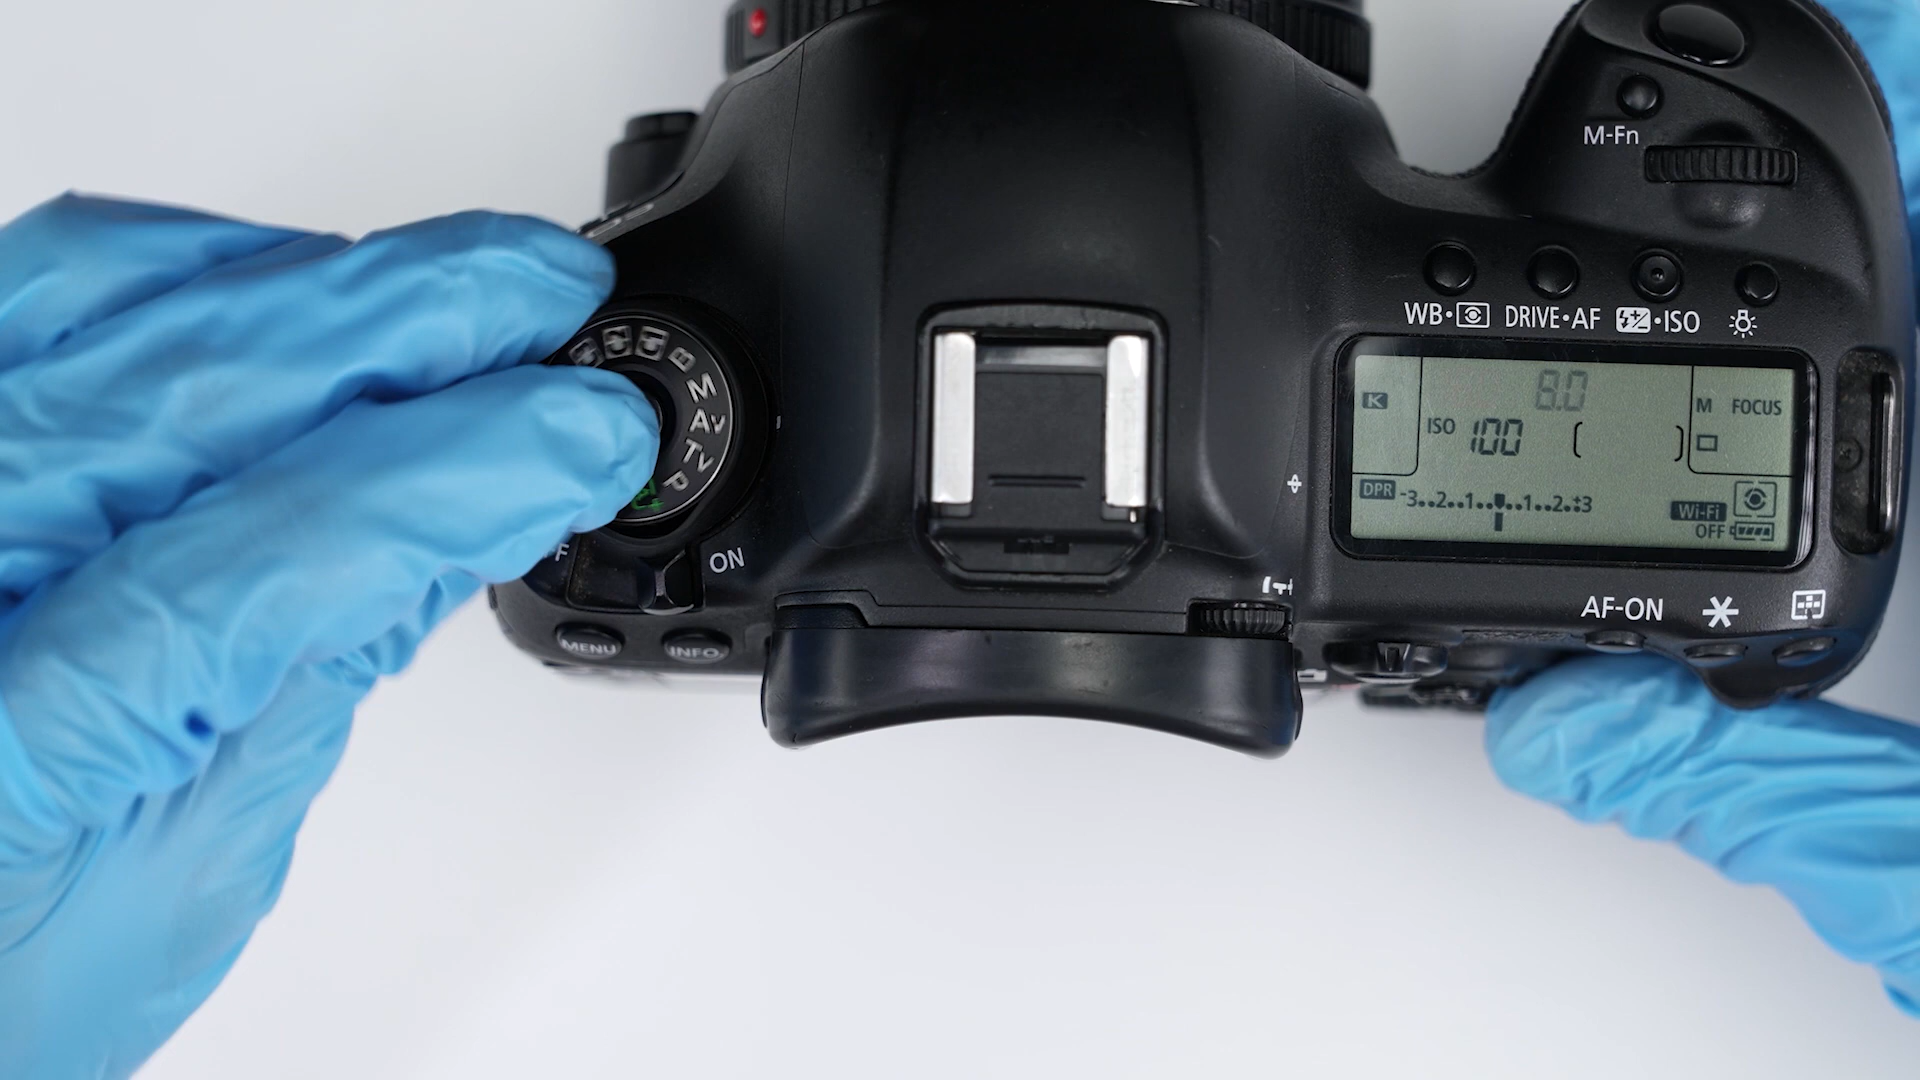 M-Fn
WB• DRIVE•AF •ISO
K
8.0
ISO 100
M FOCUS
DPR -3..2..1..▪..1..2.:+3
Wi-Fi
OFF
B
M
Av
Tv
P
ON
MENU INFO.
AF-ON